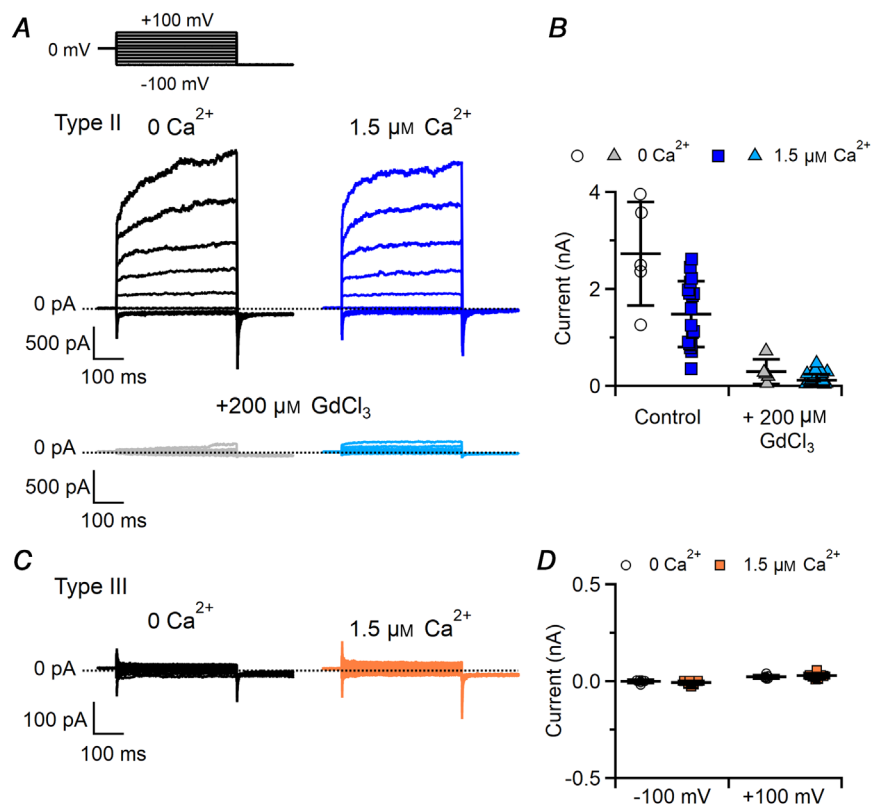 A
+100 mV
0 mV
-100 mV
Type II
0 Ca²⁺
1.5 µM Ca²⁺
0 pA
500 pA
100 ms
+200 µM GdCl₃
0 pA
500 pA
100 ms
B
0 Ca²⁺
1.5 µM Ca²⁺
Current (nA)
4
2
0
Control
+ 200 µM
GdCl₃
C
Type III
0 Ca²⁺
1.5 µM Ca²⁺
0 pA
100 pA
100 ms
D
0 Ca²⁺
1.5 µM Ca²⁺
Current (nA)
0.5
0.0
-0.5
-100 mV
+100 mV